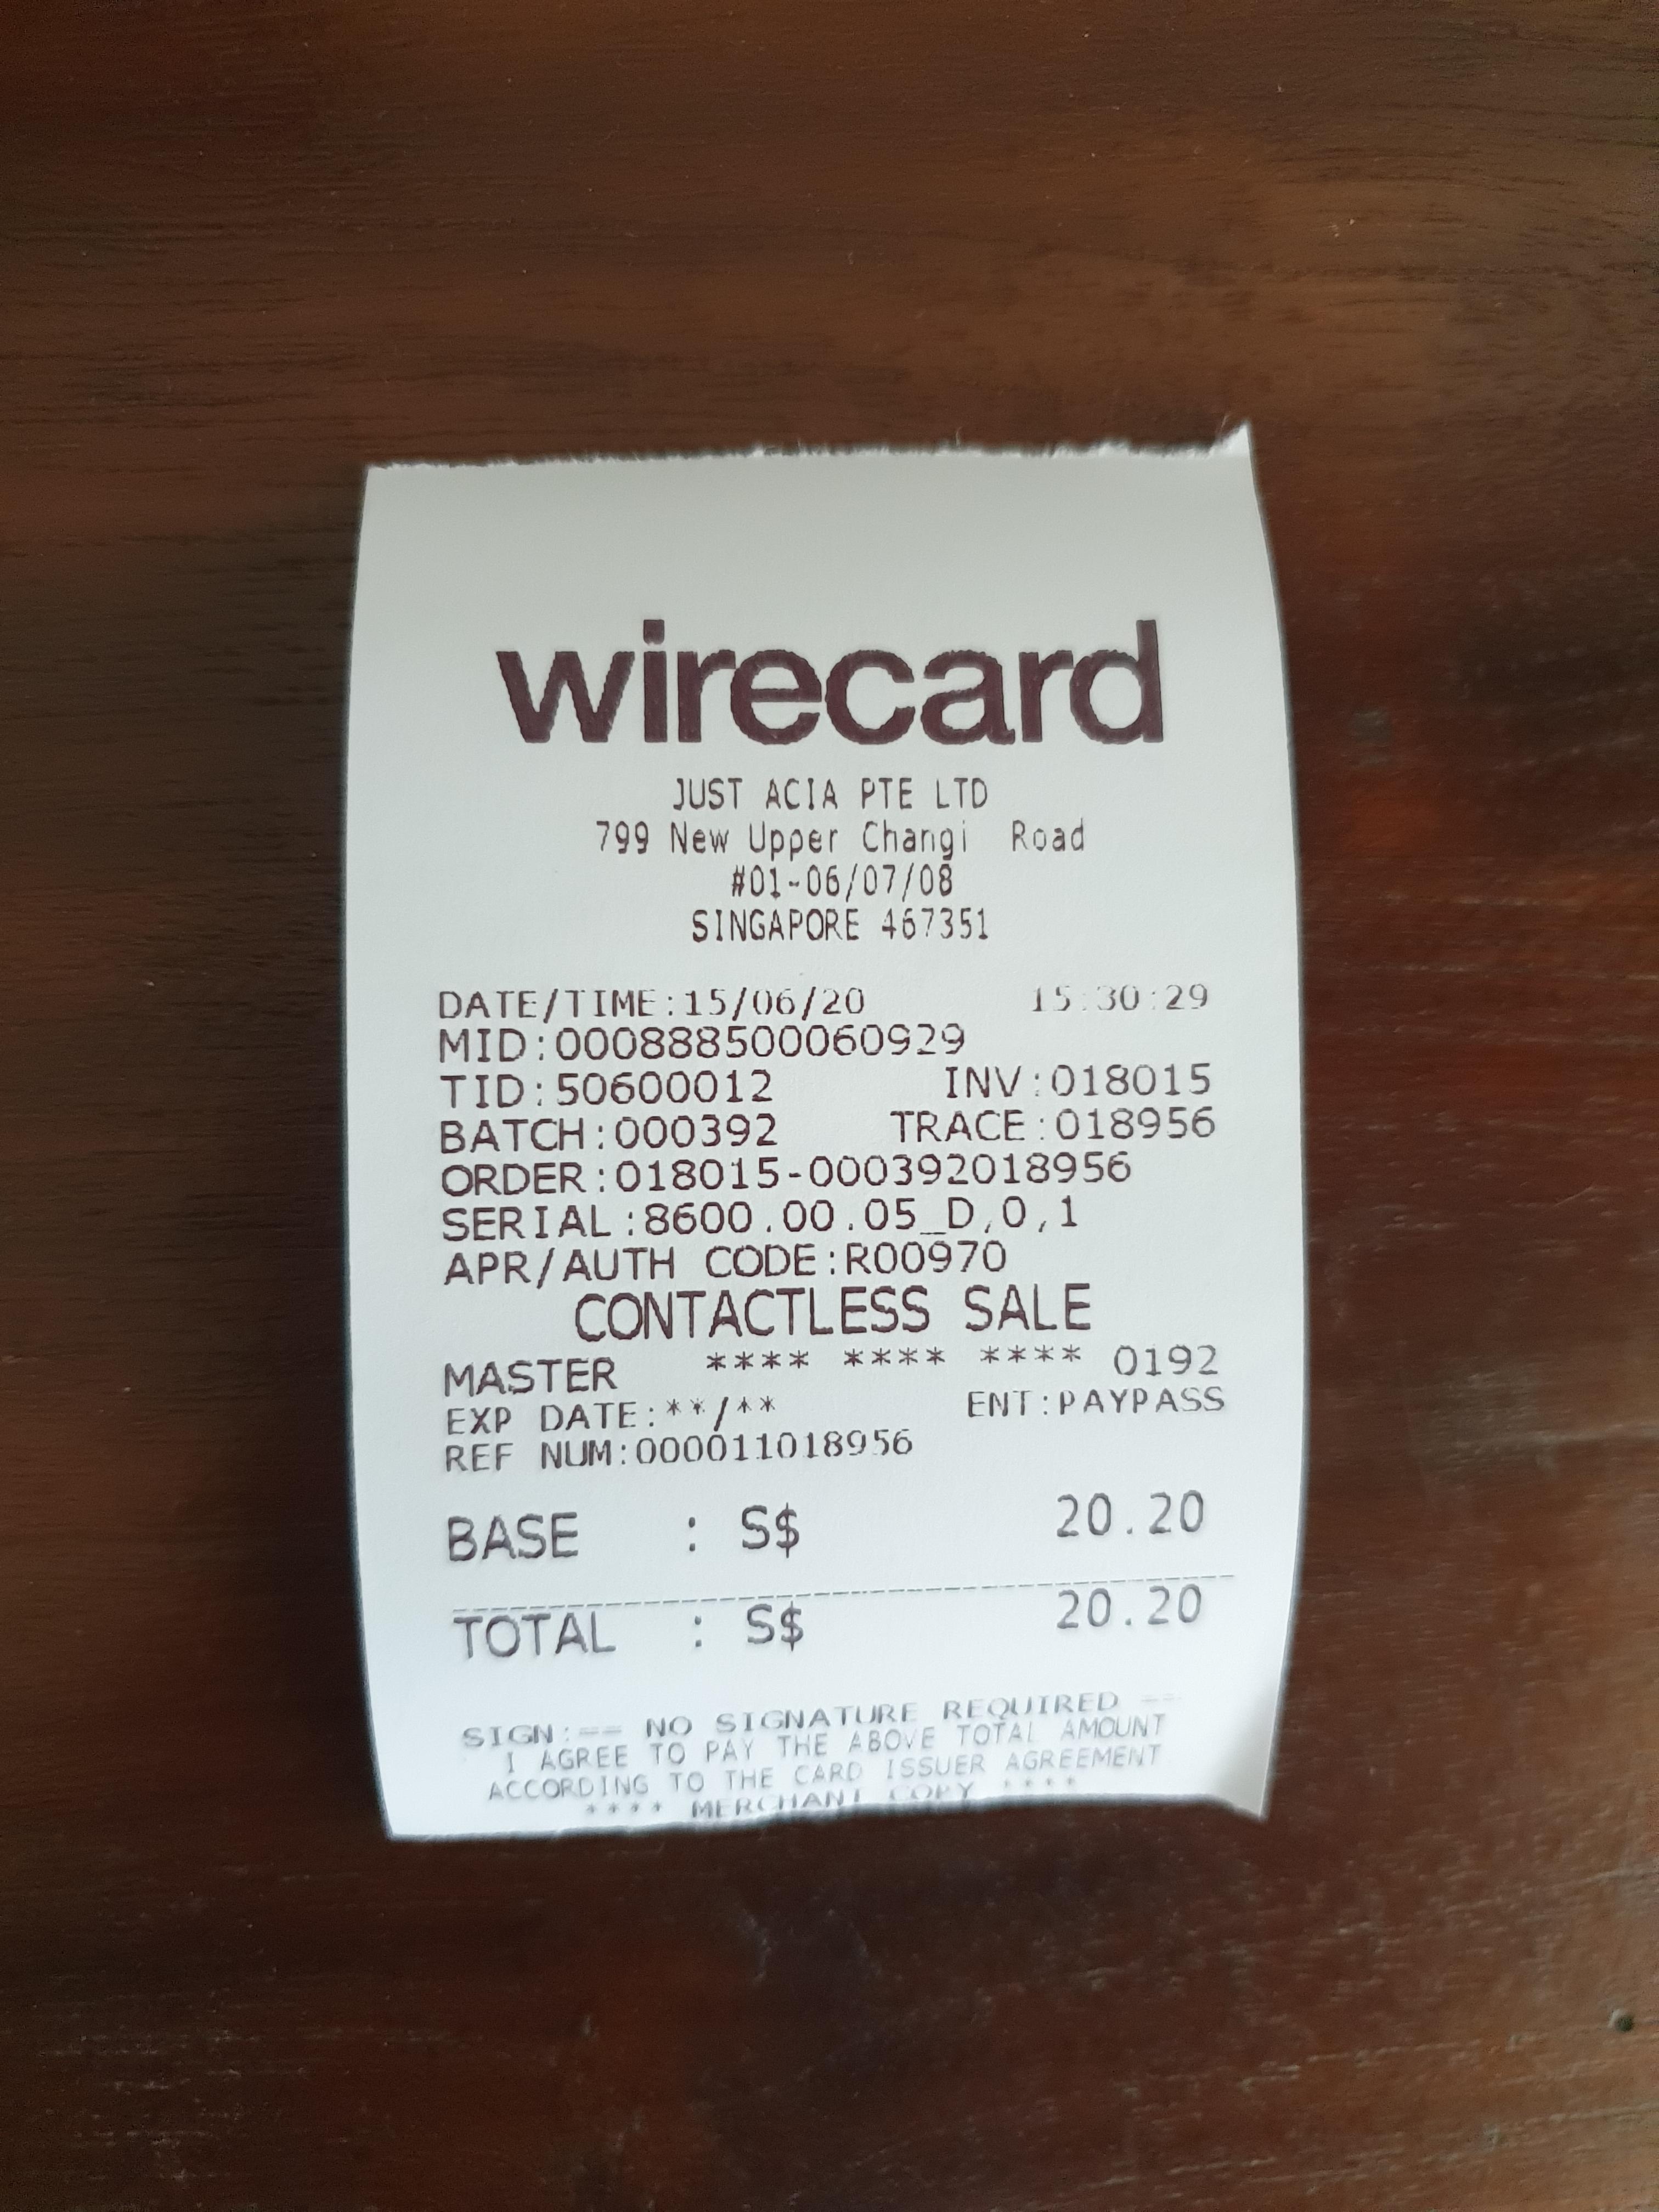 wirecard
JUST ACIA PTE LTD
799 New Upper Changi Road
#01-06/07/08
SINGAPORE 467351
DATE/TIME:15/06/20 15:30:29
MID:000888500060929
TID:50600012 INV:018015
BATCH:000392 TRACE:018956
ORDER:018015-000392018956
SERIAL:8600.00.05_D,0,1
APR/AUTH CODE:R00970
CONTACTLESS SALE
MASTER **** **** **** 0192
EXP DATE:**/** ENT:PAYPASS
REF NUM:000011018956
BASE : S$ 20.20
TOTAL : S$ 20.20
SIGN:== NO SIGNATURE REQUIRED ==
I AGREE TO PAY THE ABOVE TOTAL AMOUNT
ACCORDING TO THE CARD ISSUER AGREEMENT
**** MERCHANT COPY ****